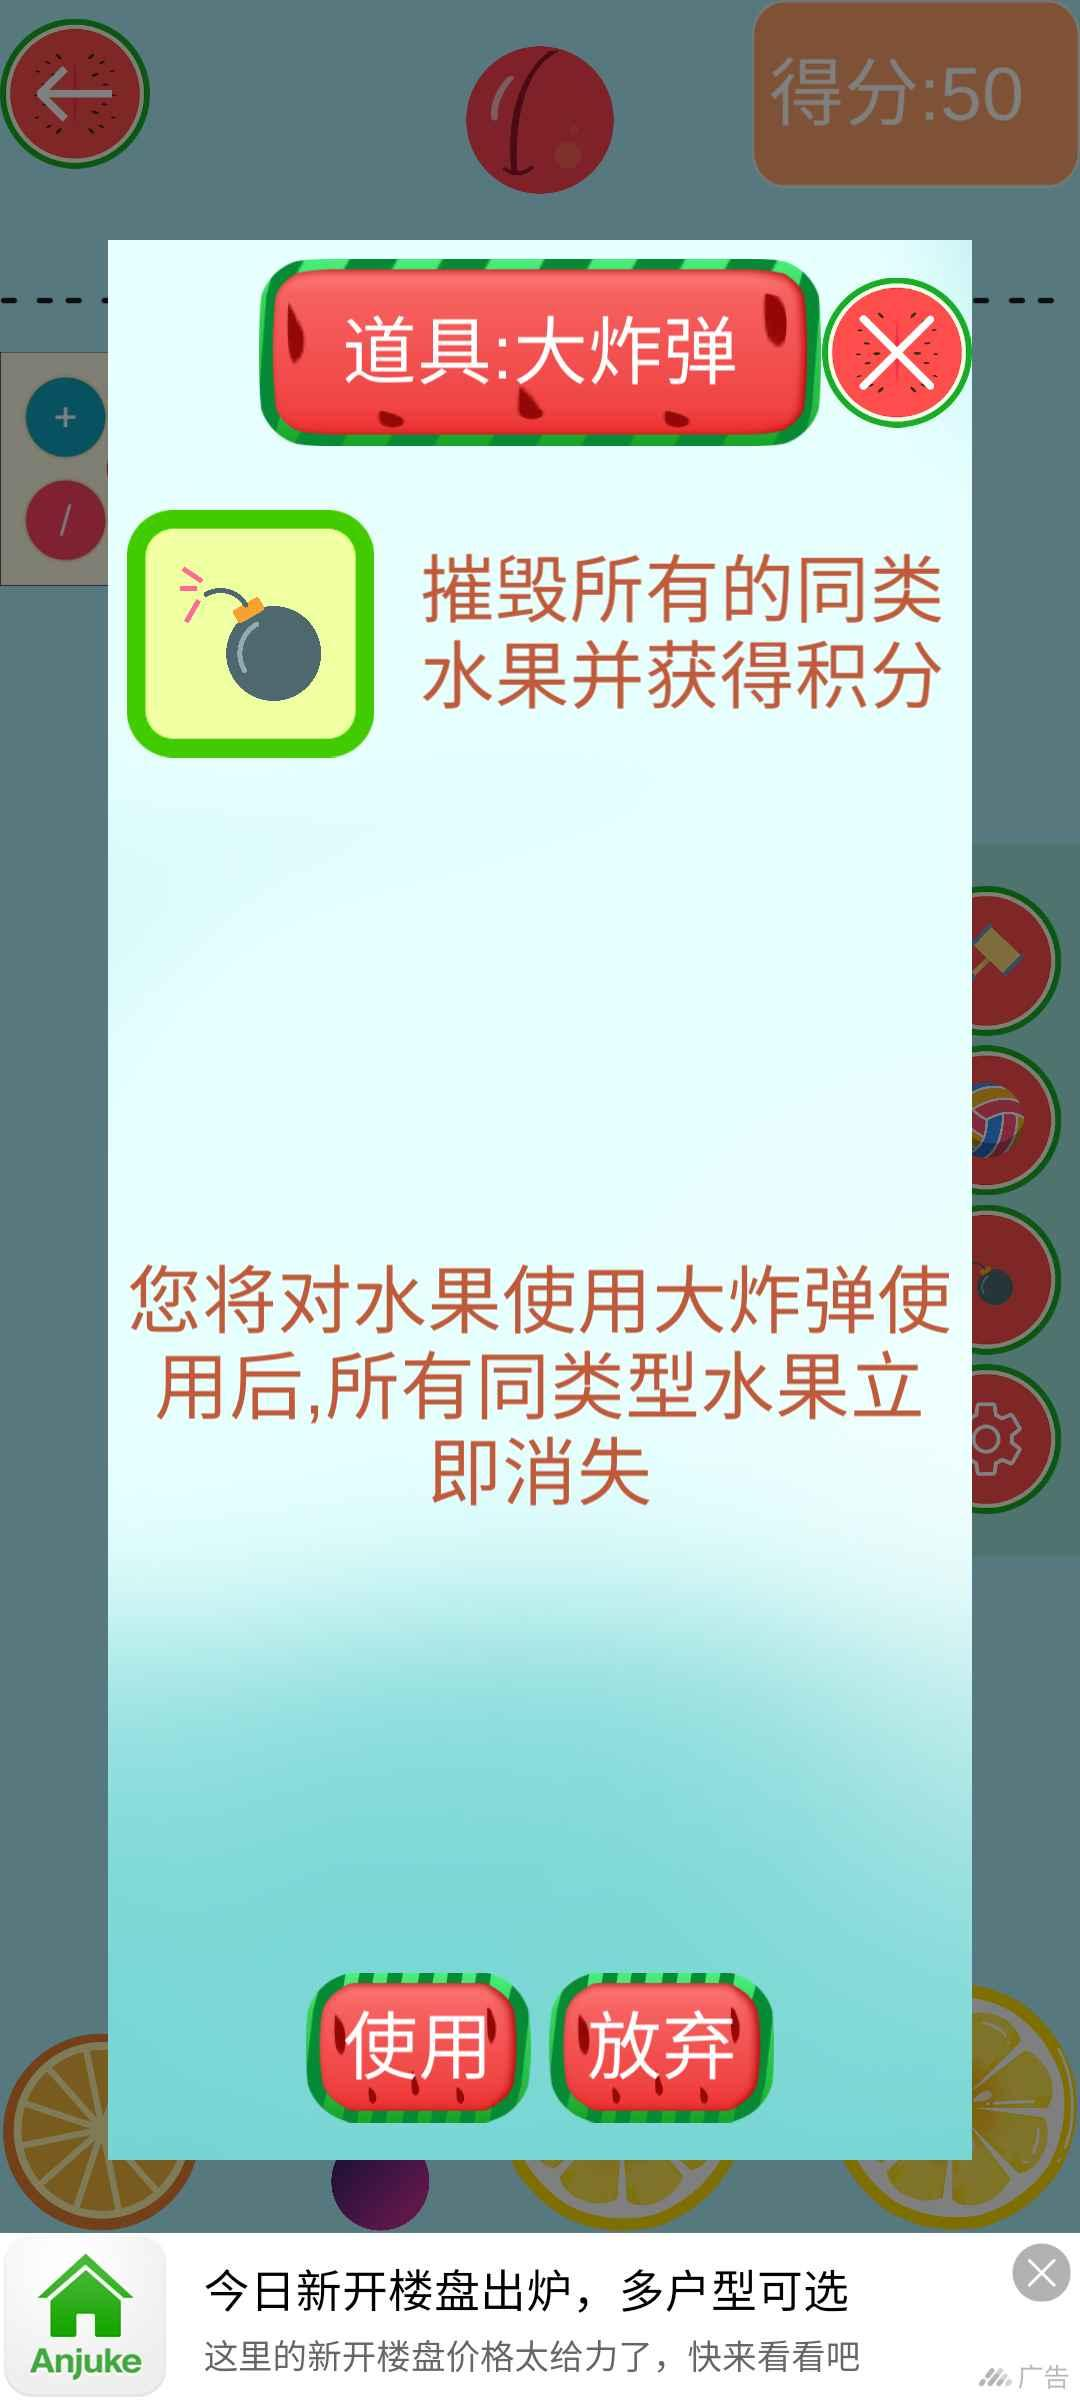 得分:50
道具:大炸弹
+
/
摧毁所有的同类
水果并获得积分
您将对水果使用大炸弹使
用后,所有同类型水果立
即消失
使用
放弃
今日新开楼盘出炉，多户型可选
这里的新开楼盘价格太给力了，快来看看吧
Anjuke
广告